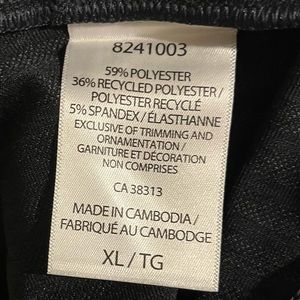 8241003
59% POLYESTER
36% RECYCLED POLYESTER /
POLYESTER RECYCLÉ
5% SPANDEX / ÉLASTHANNE
EXCLUSIVE OF TRIMMING AND
ORNAMENTATION /
GARNITURE ET DÉCORATION
NON COMPRISES
CA 38313
MADE IN CAMBODIA /
FABRIQUÉ AU CAMBODGE
XL / TG